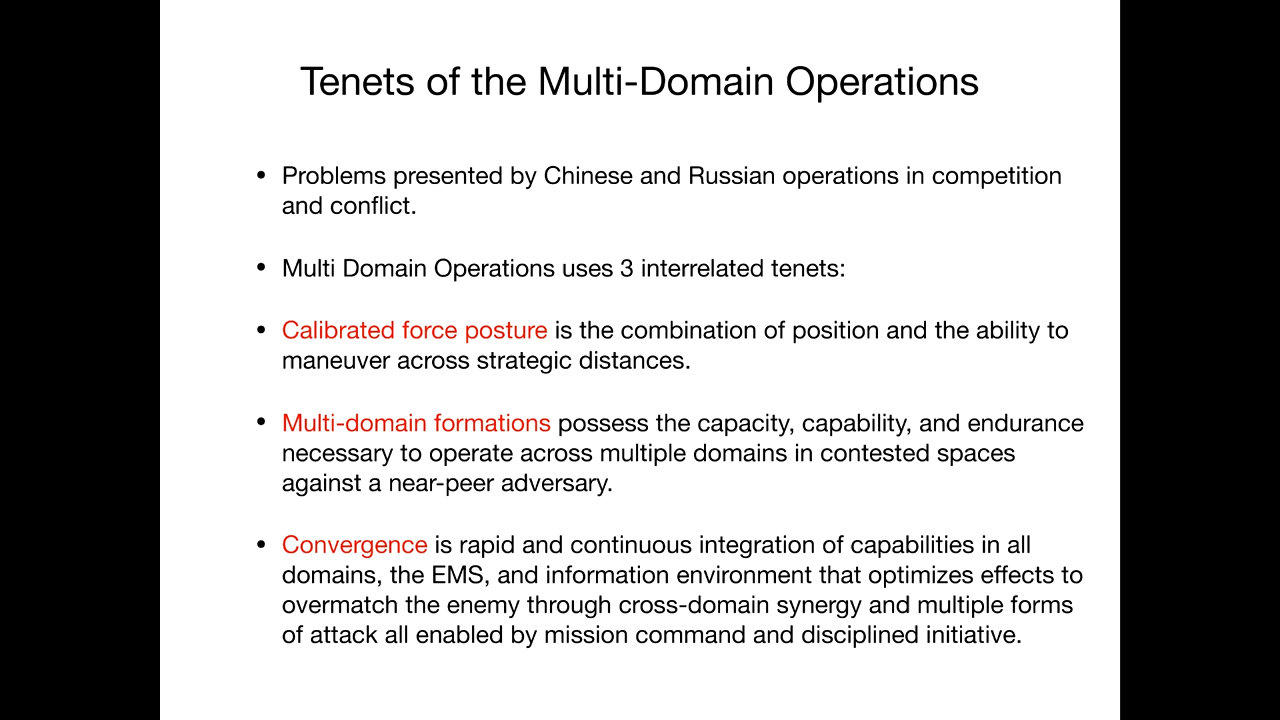 Tenets of the Multi-Domain Operations
• Problems presented by Chinese and Russian operations in competition
and conflict.
• Multi Domain Operations uses 3 interrelated tenets:
• Calibrated force posture is the combination of position and the ability to
maneuver across strategic distances.
• Multi-domain formations possess the capacity, capability, and endurance
necessary to operate across multiple domains in contested spaces
against a near-peer adversary.
• Convergence is rapid and continuous integration of capabilities in all
domains, the EMS, and information environment that optimizes effects to
overmatch the enemy through cross-domain synergy and multiple forms
of attack all enabled by mission command and disciplined initiative.